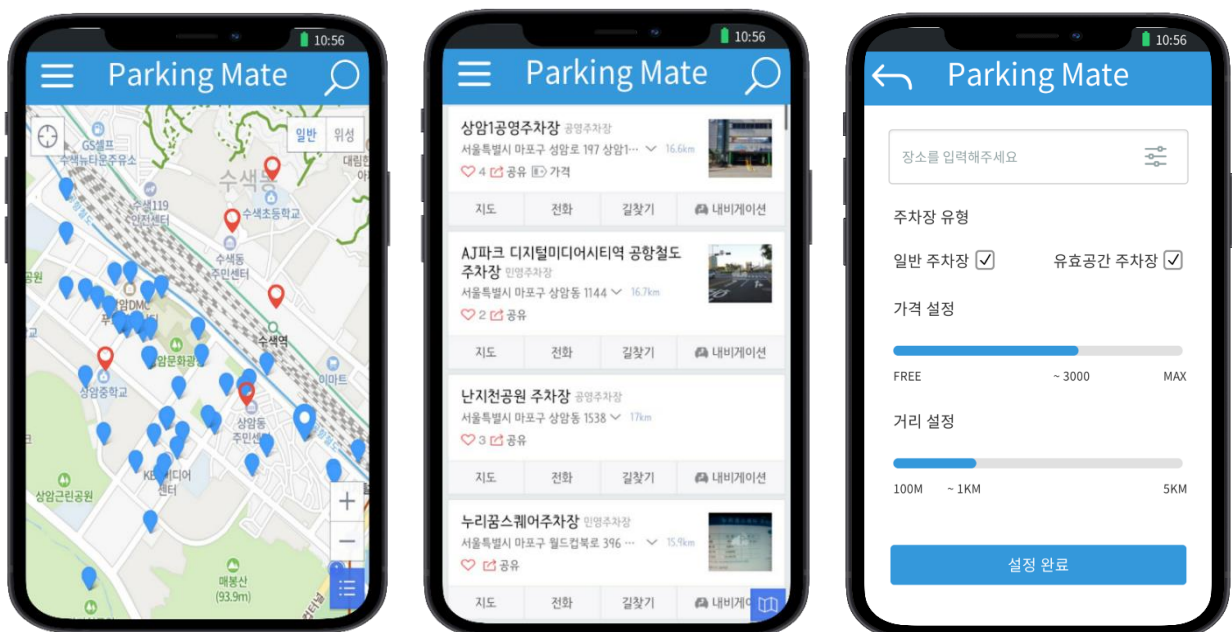 10:56
Parking Mate
일반 위성
GS셀프
수색뉴타운주유소
수색동
수색119
안전센터
수색초등학교
수색동
주민센터
공원
상암DMC
수색역
상암문화광
이마트
상암중학교
상암동
주민센
KB 미디어
센터
상암근린공원
매봉산
(93.9m)
10:56
Parking Mate
상암1공영주차장 공영주차장
서울특별시 마포구 성암로 197 상암1··· 16.6km
4 공유 가격
지도 전화 길찾기 내비게이션
AJ파크 디지털미디어시티역 공항철도
주차장 민영주차장
서울특별시 마포구 상암동 1144 16.7km
2 공유
지도 전화 길찾기 내비게이션
난지천공원 주차장 공영주차장
서울특별시 마포구 상암동 1538 17km
3 공유
지도 전화 길찾기 내비게이션
누리꿈스퀘어주차장 민영주차장
서울특별시 마포구 월드컵북로 396 ··· 15.9km
공유
지도 전화 길찾기 내비게
10:56
Parking Mate
장소를 입력해주세요
주차장 유형
일반 주차장 유효공간 주차장
가격 설정
FREE ~ 3000 MAX
거리 설정
100M ~ 1KM 5KM
설정 완료